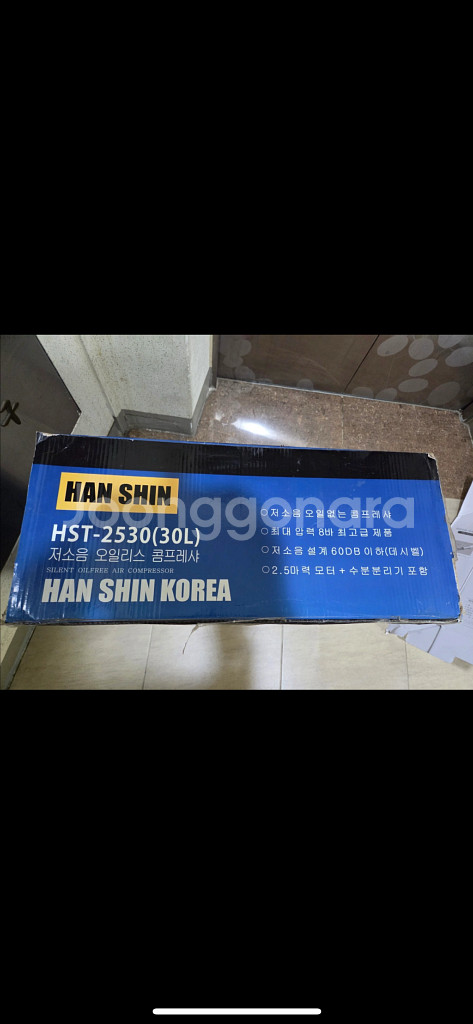 HAN SHIN
HST-2530(30L)
저소음 오일리스 콤프레샤
SILENT OILFREE AIR COMPRESSOR
HAN SHIN KOREA
○저소음 오일없는 콤프레샤
○최대 압력 8바 최고급 제품
○저소음 설계 60DB 이하(데시벨)
○2.5마력 모터 + 수분분리기 포함
Joonggonara